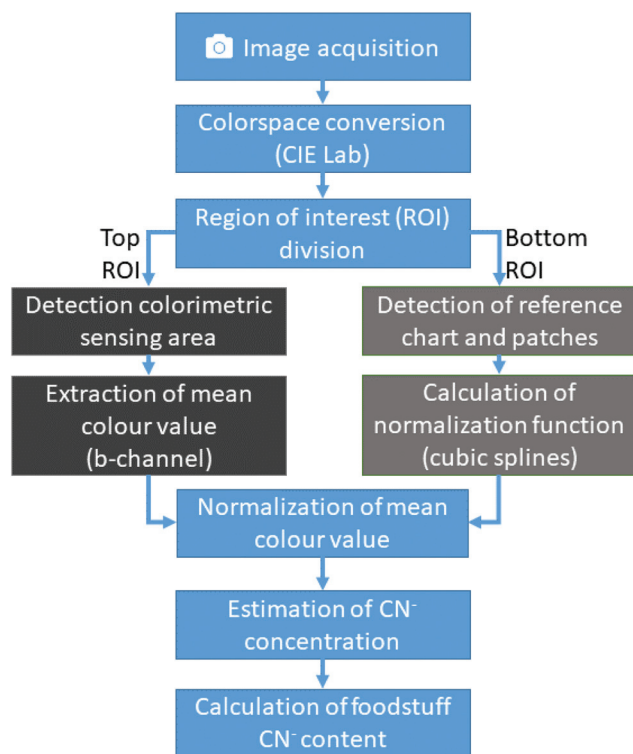 Image acquisition
Colorspace conversion
(CIE Lab)
Region of interest (ROI)
division
Top
ROI
Bottom
ROI
Detection colorimetric
sensing area
Detection of reference
chart and patches
Extraction of mean
colour value
(b-channel)
Calculation of
normalization function
(cubic splines)
Normalization of mean
colour value
Estimation of CN⁻
concentration
Calculation of foodstuff
CN⁻ content